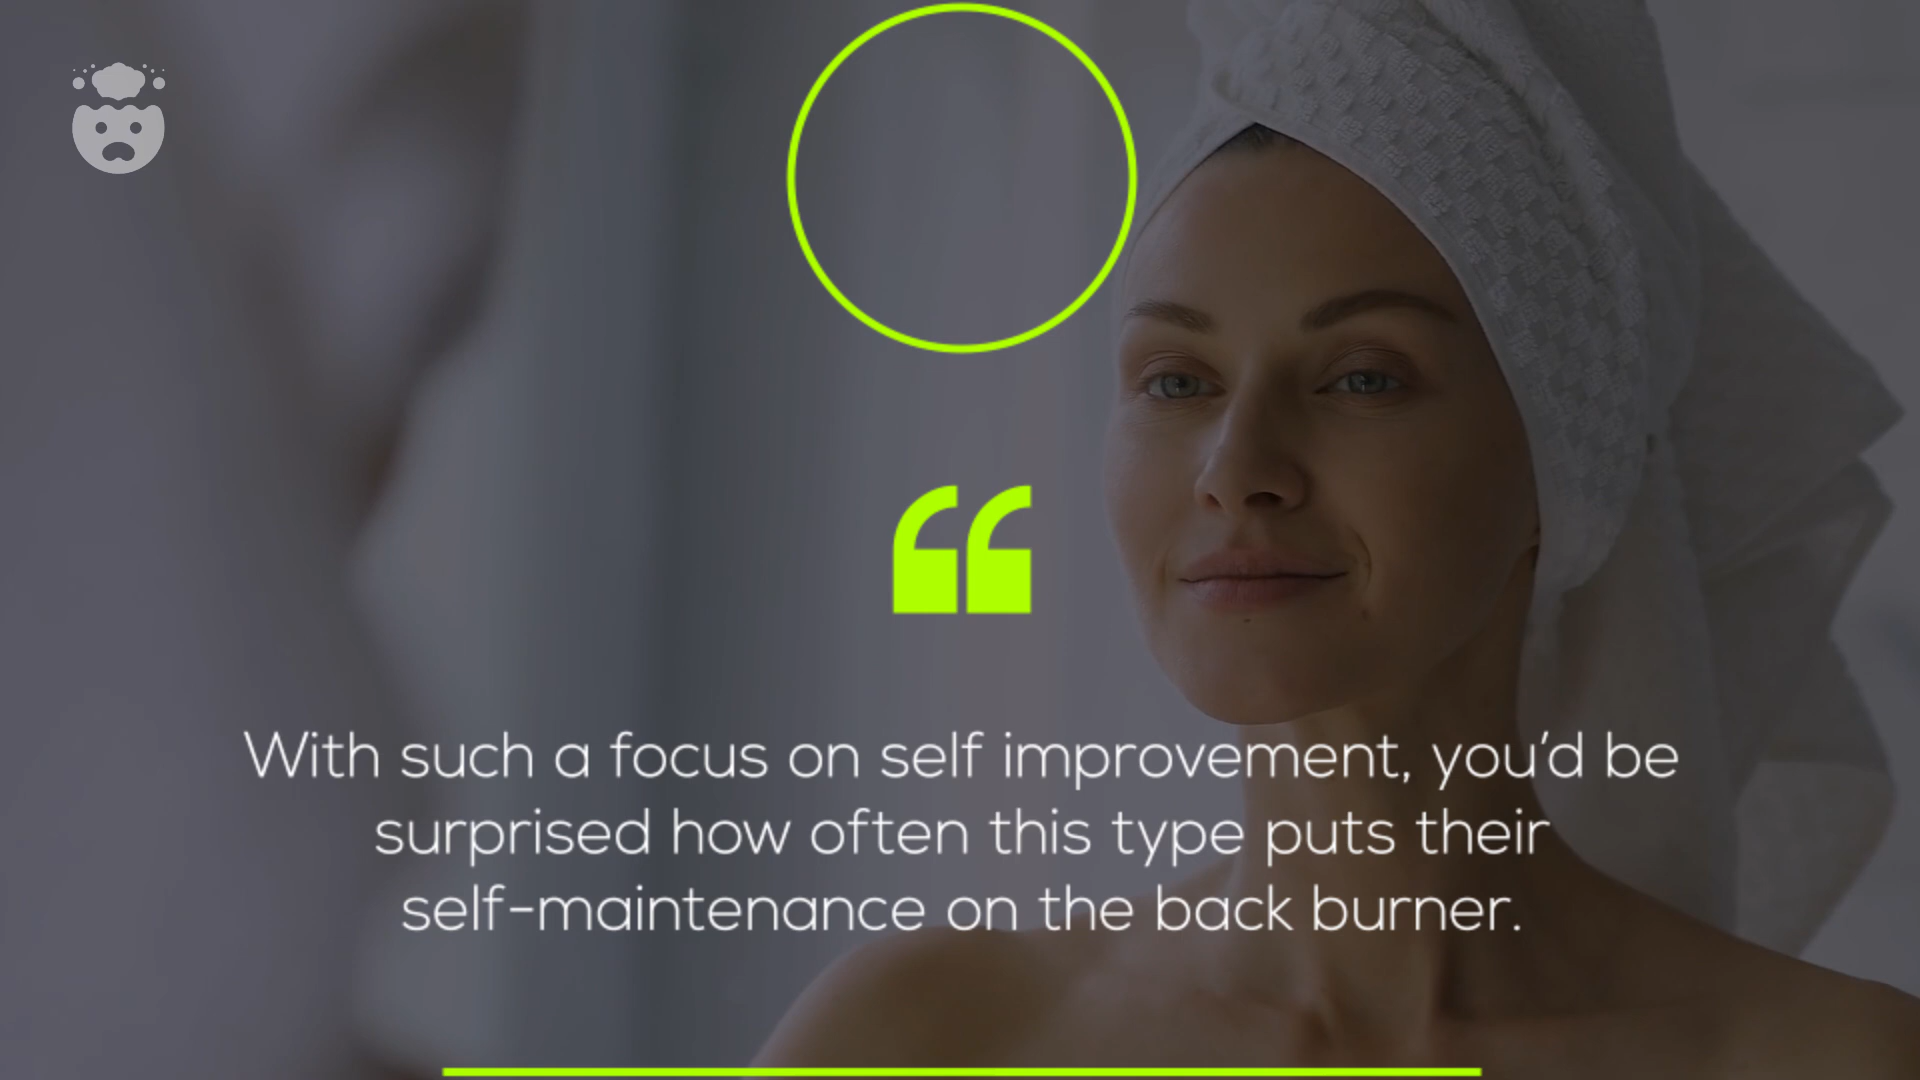 With such a focus on self improvement, you’d be
surprised how often this type puts their
self-maintenance on the back burner.